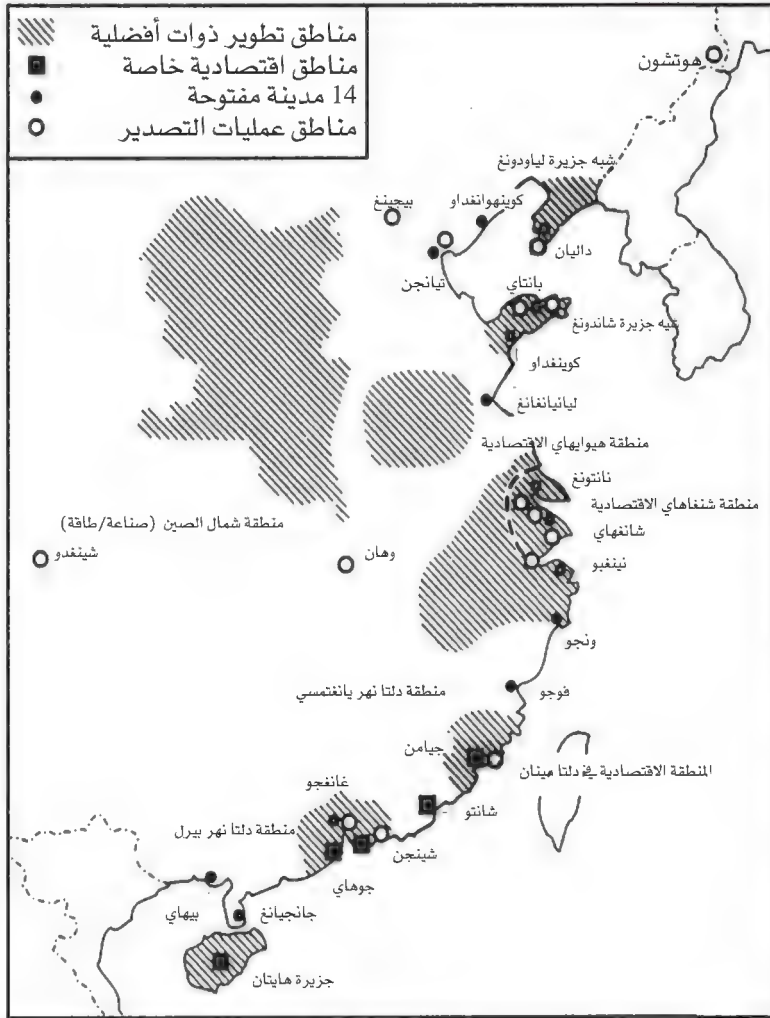 مناطق تطوير ذوات أفضلية
مناطق اقتصادية خاصة
14 مدينة مفتوحة
مناطق عمليات التصدير
هوتشون
شبه جزيرة لياودونغ
كوينهوانغداو
بيجينغ
داليان
تيانجن
بانتاي
شبه جزيرة شاندونغ
كوينغداو
ليانيانغانغ
منطقة هيوايهاي الاقتصادية
نانتونغ
منطقة شنغاهاي الاقتصادية
شانغهاي
منطقة شمال الصين (صناعة/طاقة)
شينغدو
وهان
نينغبو
ونجو
فوجو
منطقة دلتا نهر يانغتمسي
جيامن
المنطقة الاقتصادية في دلتا مينان
غانغجو
شانتو
منطقة دلتا نهر بيرل
شينجن
جوهاي
بيهاي
جانجيانغ
جزيرة هايتان